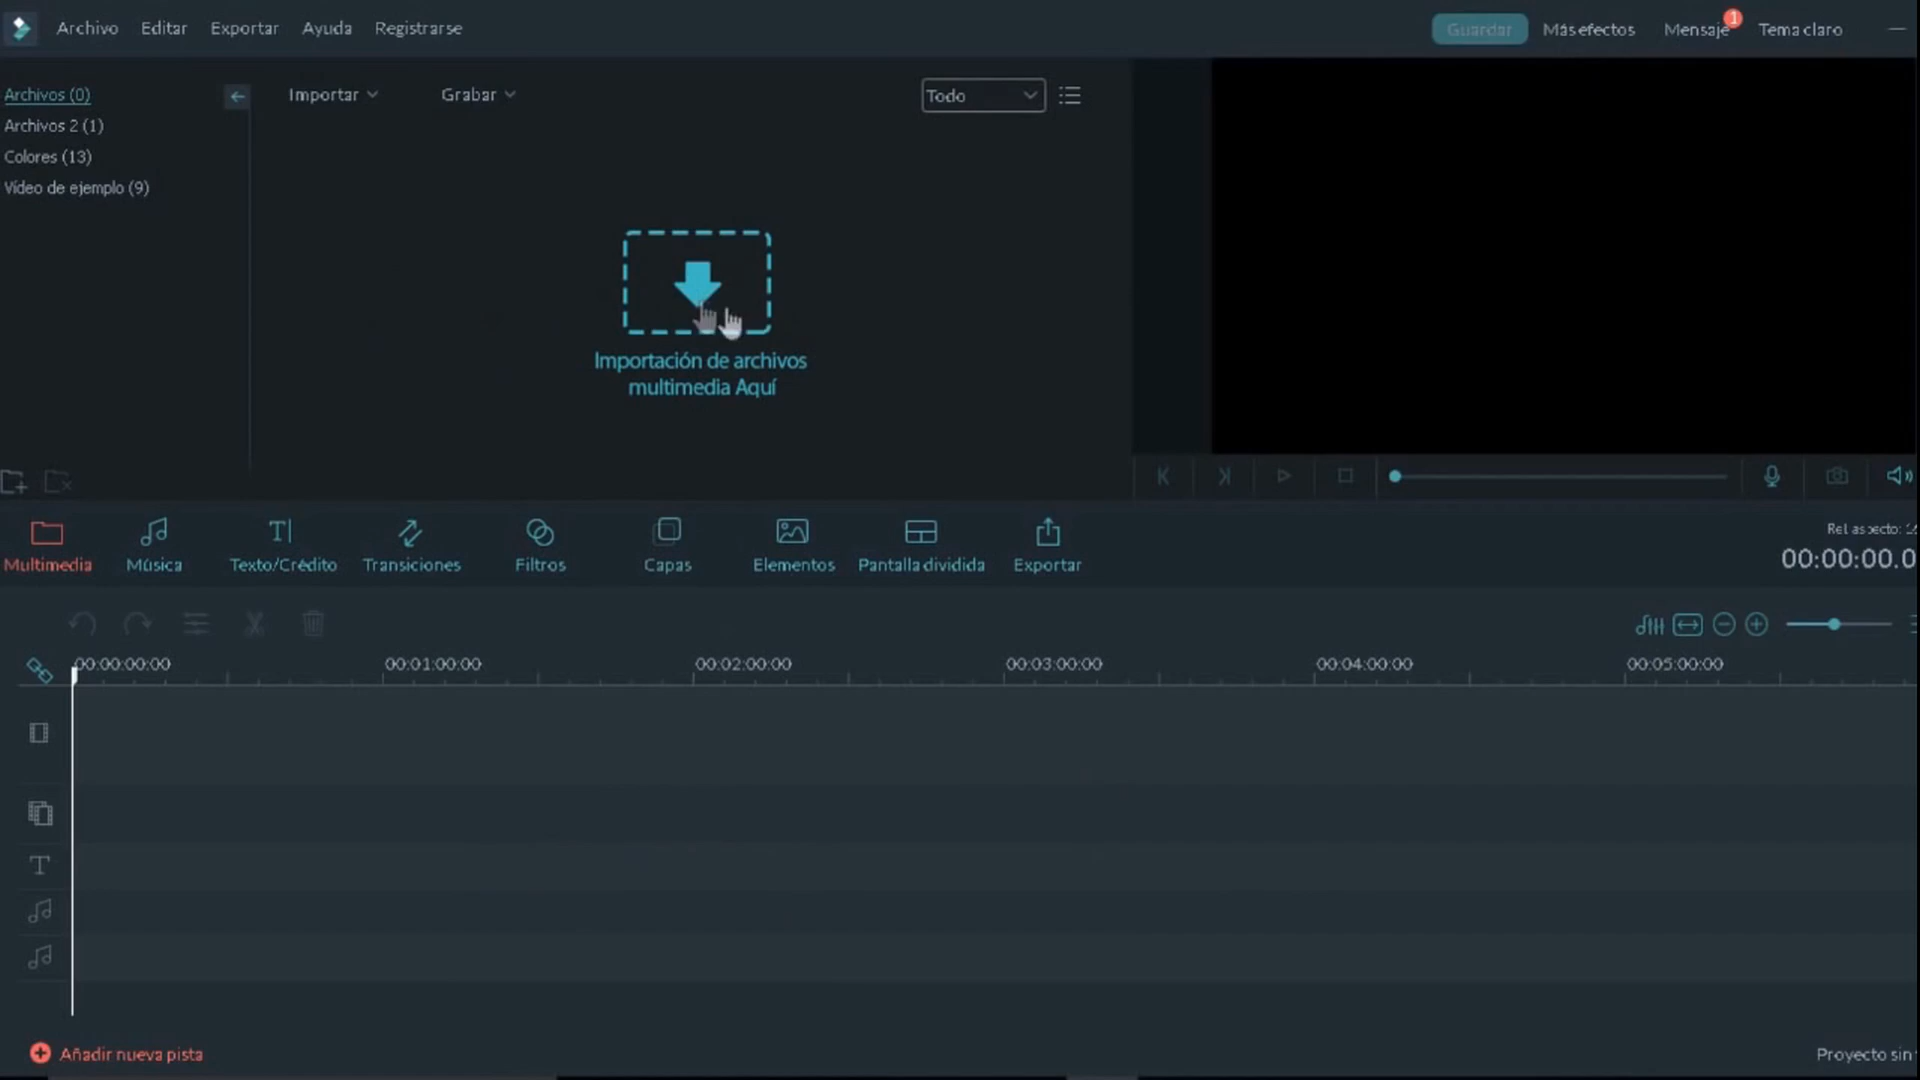 Archivo Editar Exportar Ayuda Registrarse Guardar Más efectos Mensaje 1 Tema claro
Archivos (0) Importar Grabar Todo
Archivos 2 (1)
Colores (13)
Vídeo de ejemplo (9)
Importación de archivos
multimedia Aquí
Multimedia Música Texto/Crédito Transiciones Filtros Capas Elementos Pantalla dividida Exportar
Rel. aspecto:
00:00:00.0
00:00:00:00 00:01:00:00 00:02:00:00 00:03:00:00 00:04:00:00 00:05:00:00
Añadir nueva pista Proyecto sin